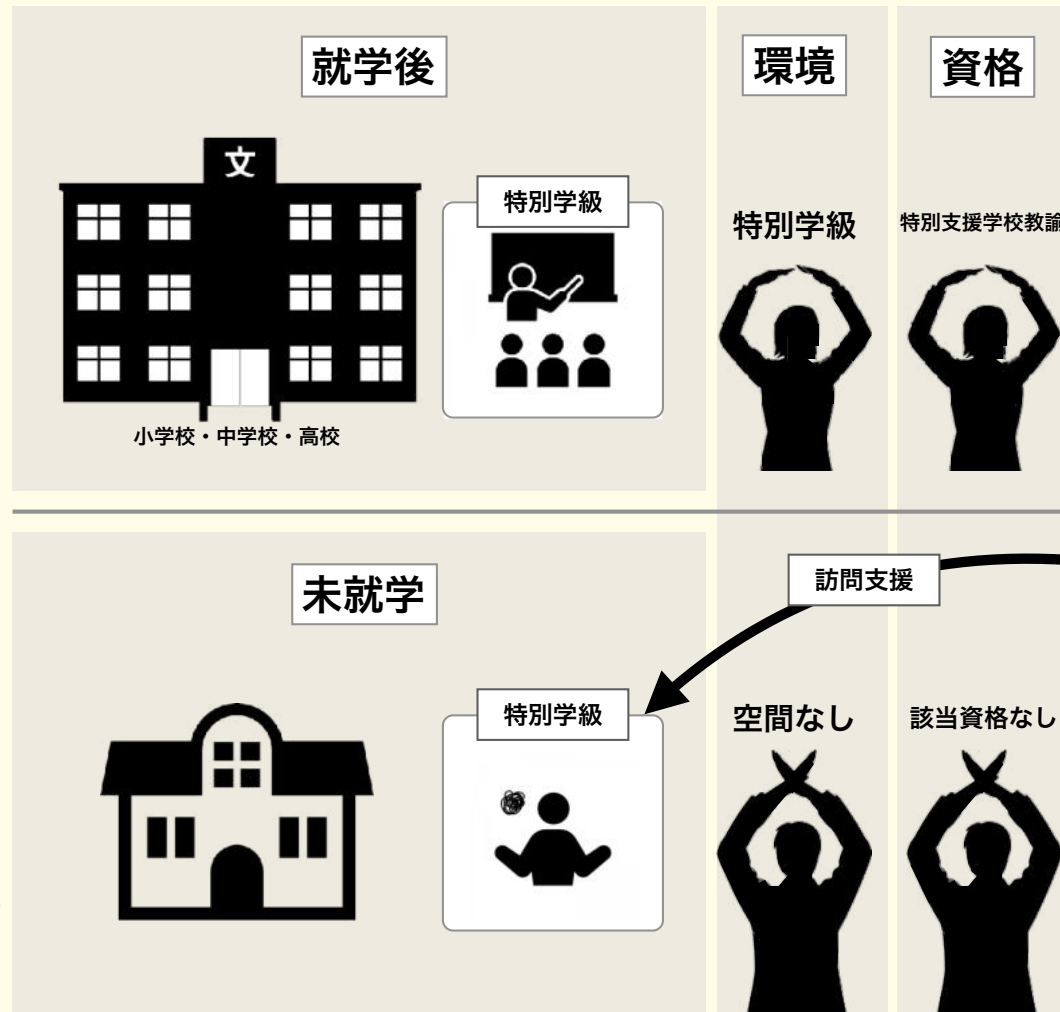 就学後
環境
資格
文
特別学級
特別学級
特別支援学校教諭
小学校・中学校・高校
未就学
訪問支援
特別学級
空間なし
該当資格なし